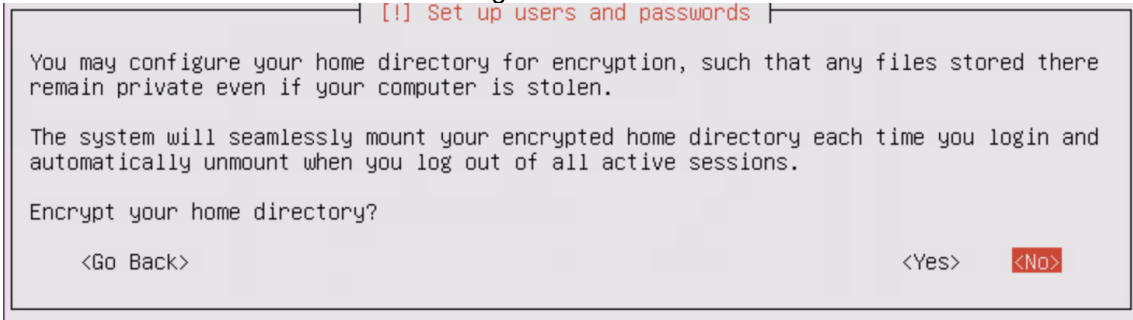 [!] Set up users and passwords
You may configure your home directory for encryption, such that any files stored there
remain private even if your computer is stolen.
The system will seamlessly mount your encrypted home directory each time you login and
automatically unmount when you log out of all active sessions.
Encrypt your home directory?
<Go Back> <Yes> <No>